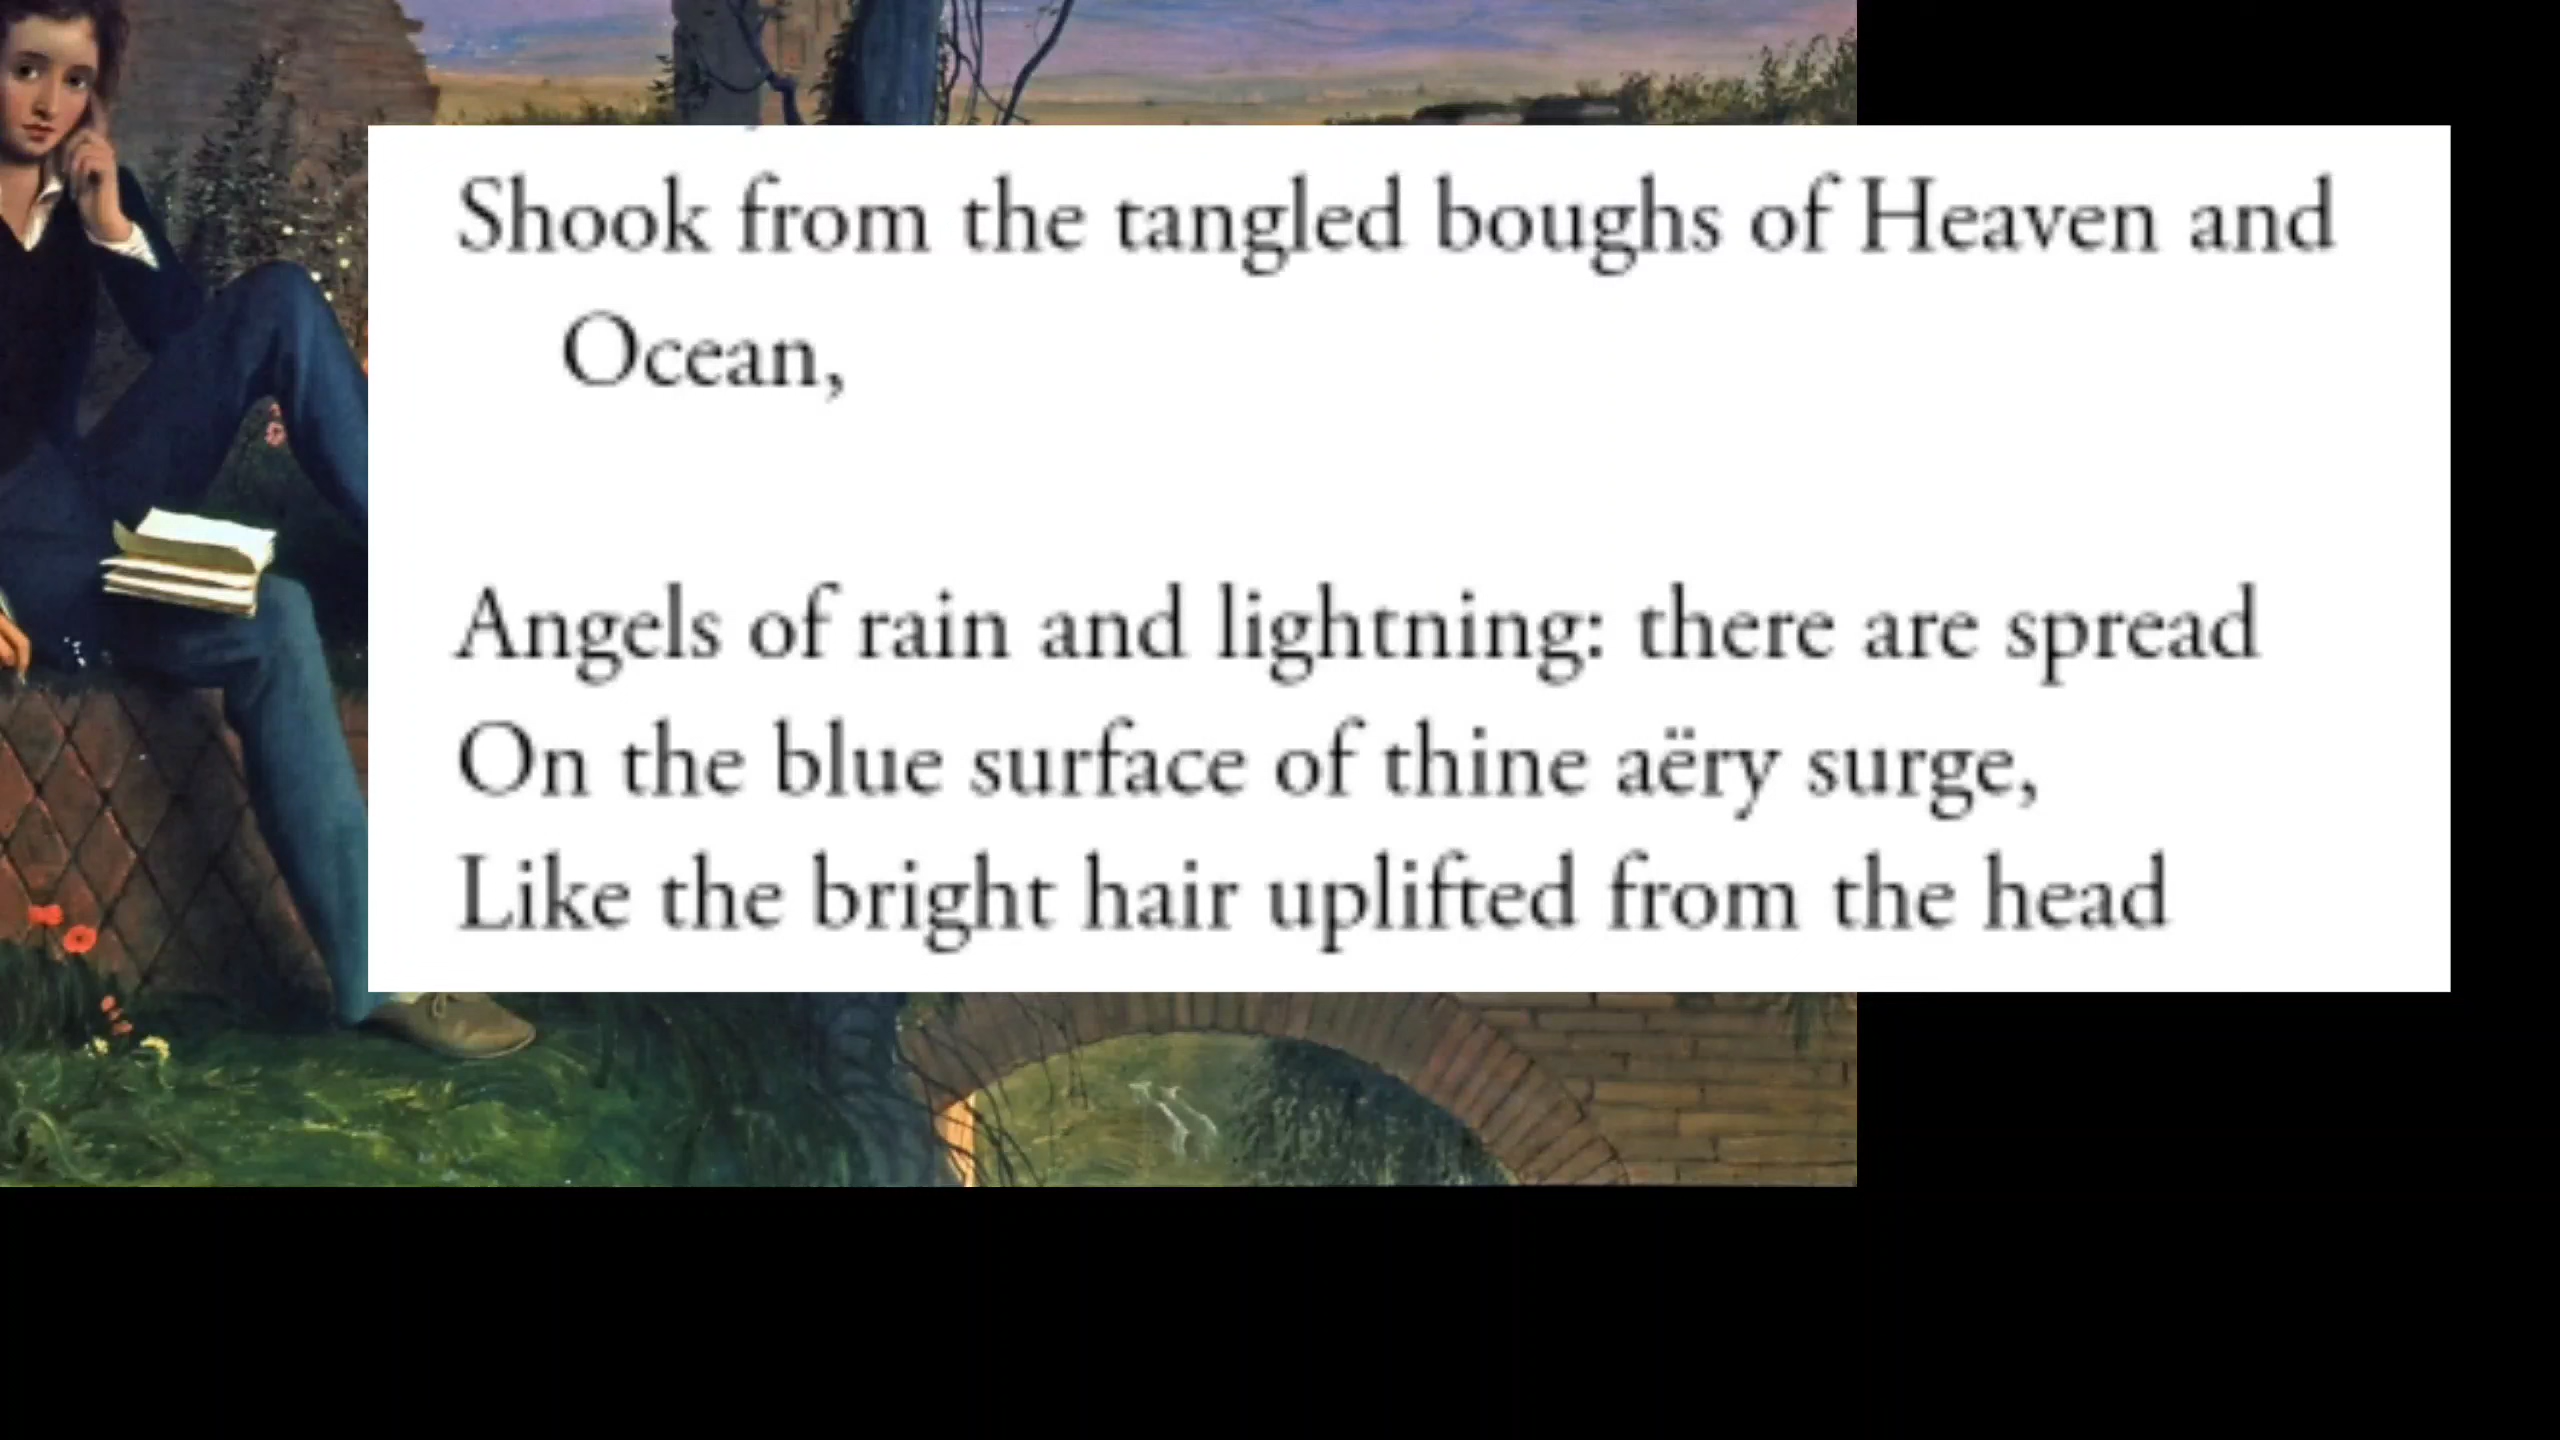 Shook from the tangled boughs of Heaven and
Ocean,
Angels of rain and lightning: there are spread
On the blue surface of thine aëry surge,
Like the bright hair uplifted from the head